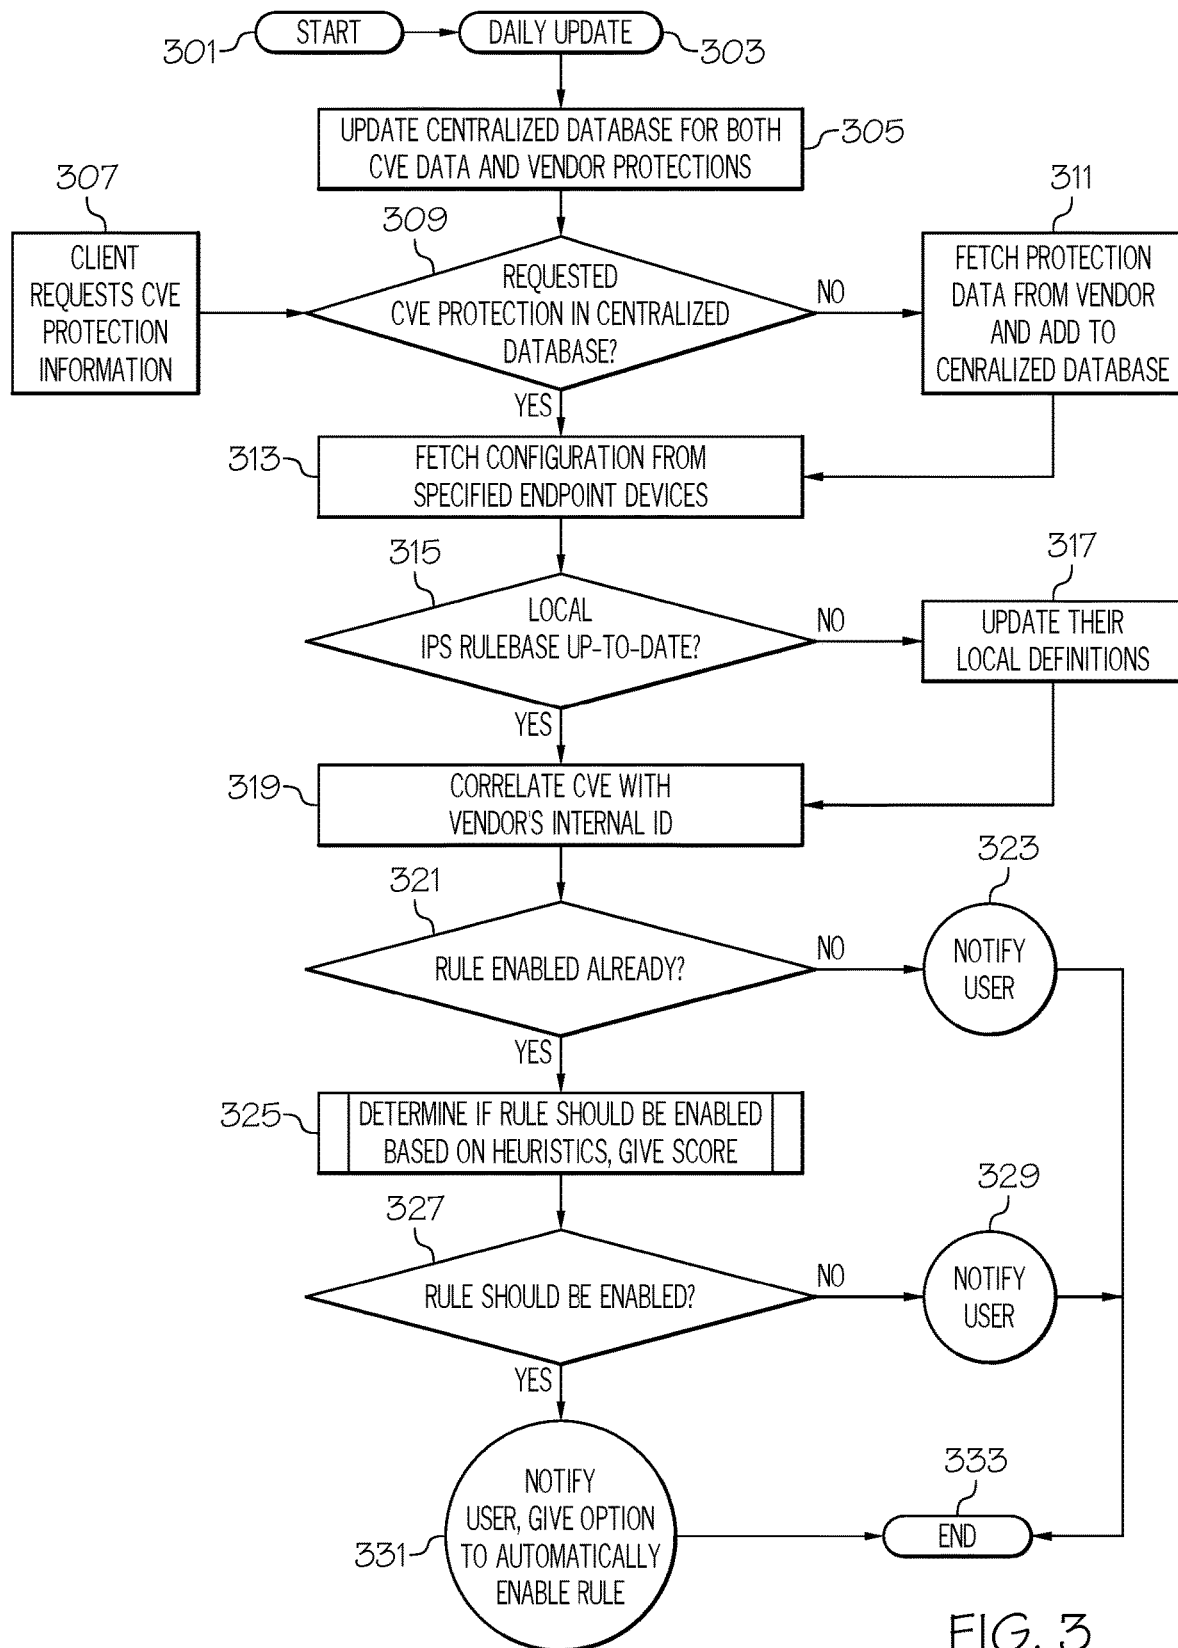 START
301
DAILY UPDATE
303
UPDATE CENTRALIZED DATABASE FOR BOTH
CVE DATA AND VENDOR PROTECTIONS
305
307
CLIENT
REQUESTS CVE
PROTECTION
INFORMATION
309
REQUESTED
CVE PROTECTION IN CENTRALIZED
DATABASE?
NO
YES
311
FETCH PROTECTION
DATA FROM VENDOR
AND ADD TO
CENRALIZED DATABASE
313
FETCH CONFIGURATION FROM
SPECIFIED ENDPOINT DEVICES
315
LOCAL
IPS RULEBASE UP-TO-DATE?
NO
YES
317
UPDATE THEIR
LOCAL DEFINITIONS
319
CORRELATE CVE WITH
VENDOR'S INTERNAL ID
321
RULE ENABLED ALREADY?
NO
YES
323
NOTIFY
USER
325
DETERMINE IF RULE SHOULD BE ENABLED
BASED ON HEURISTICS, GIVE SCORE
327
RULE SHOULD BE ENABLED?
NO
YES
329
NOTIFY
USER
331
NOTIFY
USER, GIVE OPTION
TO AUTOMATICALLY
ENABLE RULE
333
END
FIG. 3